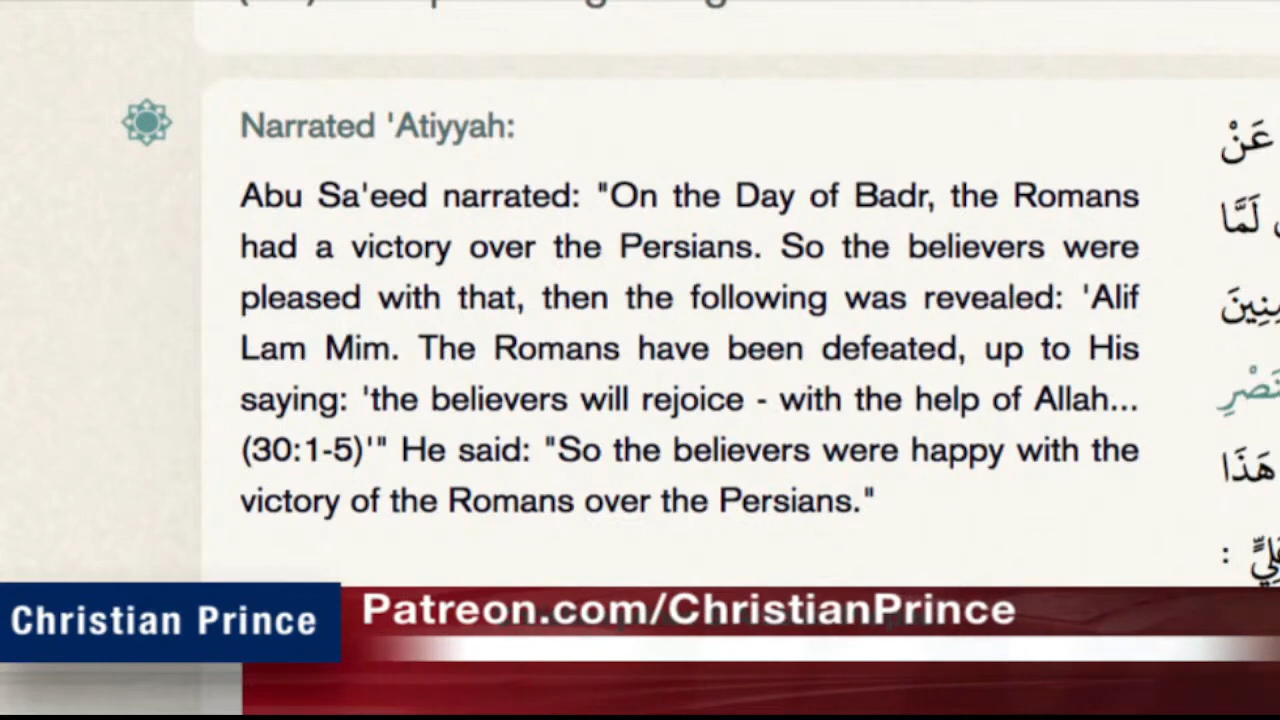 Narrated 'Atiyyah:
Abu Sa'eed narrated: "On the Day of Badr, the Romans
had a victory over the Persians. So the believers were
pleased with that, then the following was revealed: 'Alif
Lam Mim. The Romans have been defeated, up to His
saying: 'the believers will rejoice - with the help of Allah...
(30:1-5)'" He said: "So the believers were happy with the
victory of the Romans over the Persians."
عَنْ
لَمَّا
هَذَا
Christian Prince
Patreon.com/ChristianPrince